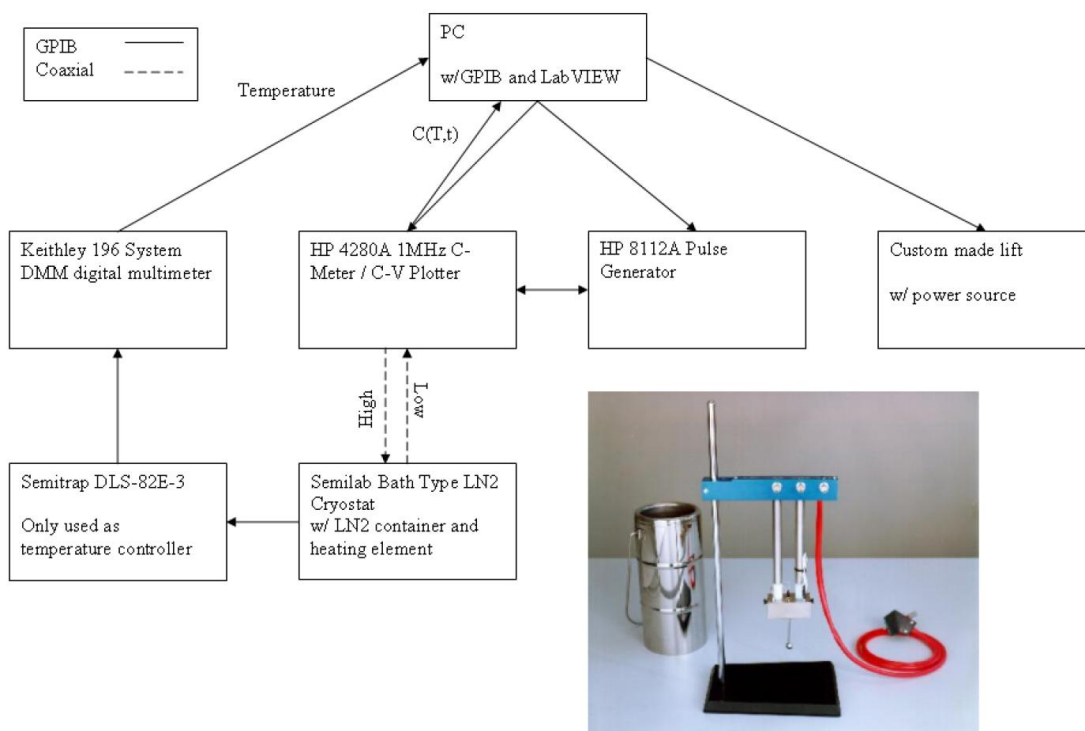 PC
w/GPIB and LabVIEW
GPIB
Coaxial
Temperature
C(T,t)
Keithley 196 System
DMM digital multimeter
HP 4280A 1MHz C-
Meter / C-V Plotter
HP 8112A Pulse
Generator
Custom made lift
w/ power source
High
Low
Semitrap DLS-82E-3
Only used as
temperature controller
Semilab Bath Type LN2
Cryostat
w/ LN2 container and
heating element